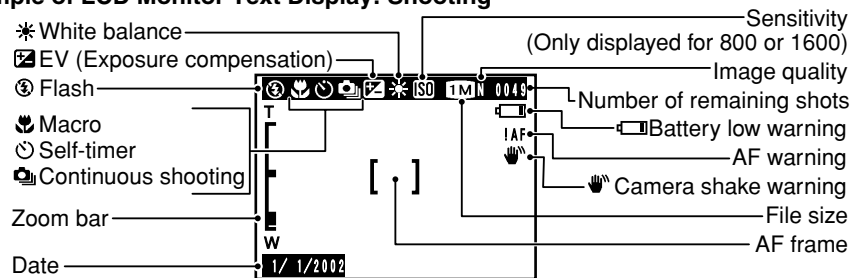 mple of LCD Monitor Text Display: Shooting
White balance
EV (Exposure compensation)
Flash
Macro
Self-timer
Continuous shooting
Zoom bar
Date
ISO 1M N 0049
T
!AF
W
1/ 1/2002
Sensitivity
(Only displayed for 800 or 1600)
Image quality
Number of remaining shots
Battery low warning
AF warning
Camera shake warning
File size
AF frame